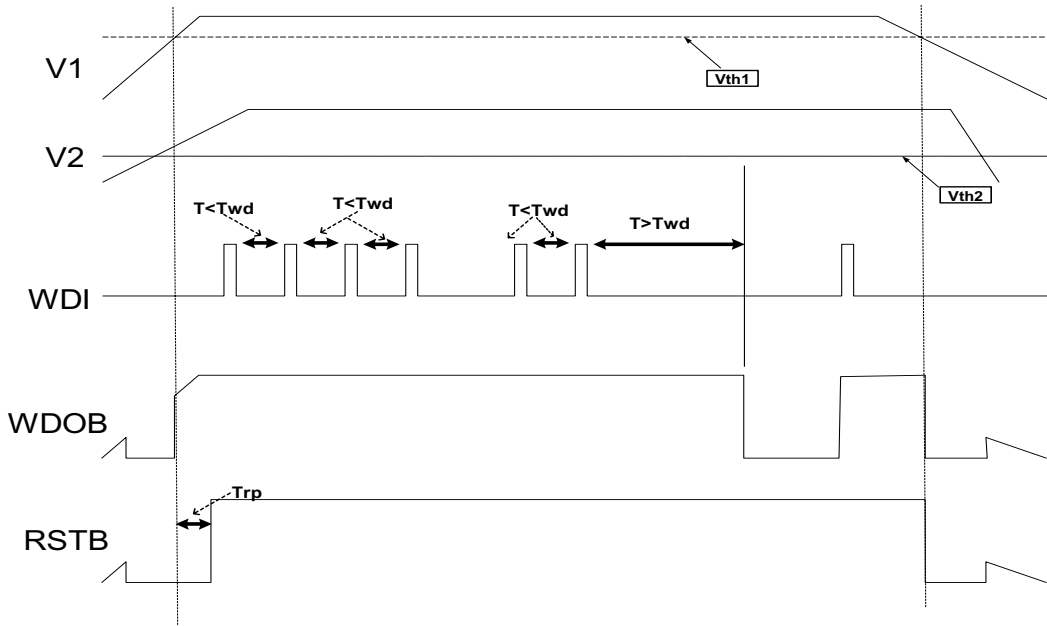 V1
Vth1
V2
Vth2
T<Twd
T<Twd
T<Twd
T>Twd
WDI
WDOB
Trp
RSTB